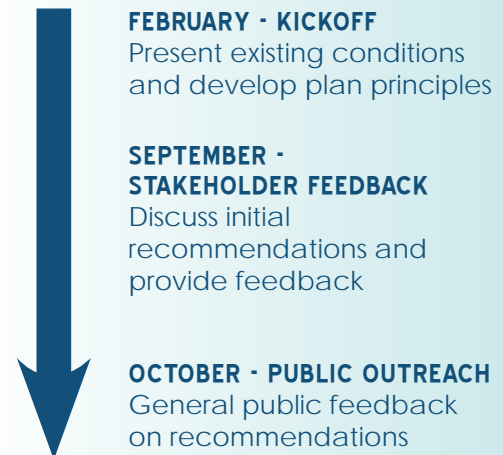 FEBRUARY - KICKOFF
Present existing conditions
and develop plan principles
SEPTEMBER -
STAKEHOLDER FEEDBACK
Discuss initial
recommendations and
provide feedback
OCTOBER - PUBLIC OUTREACH
General public feedback
on recommendations